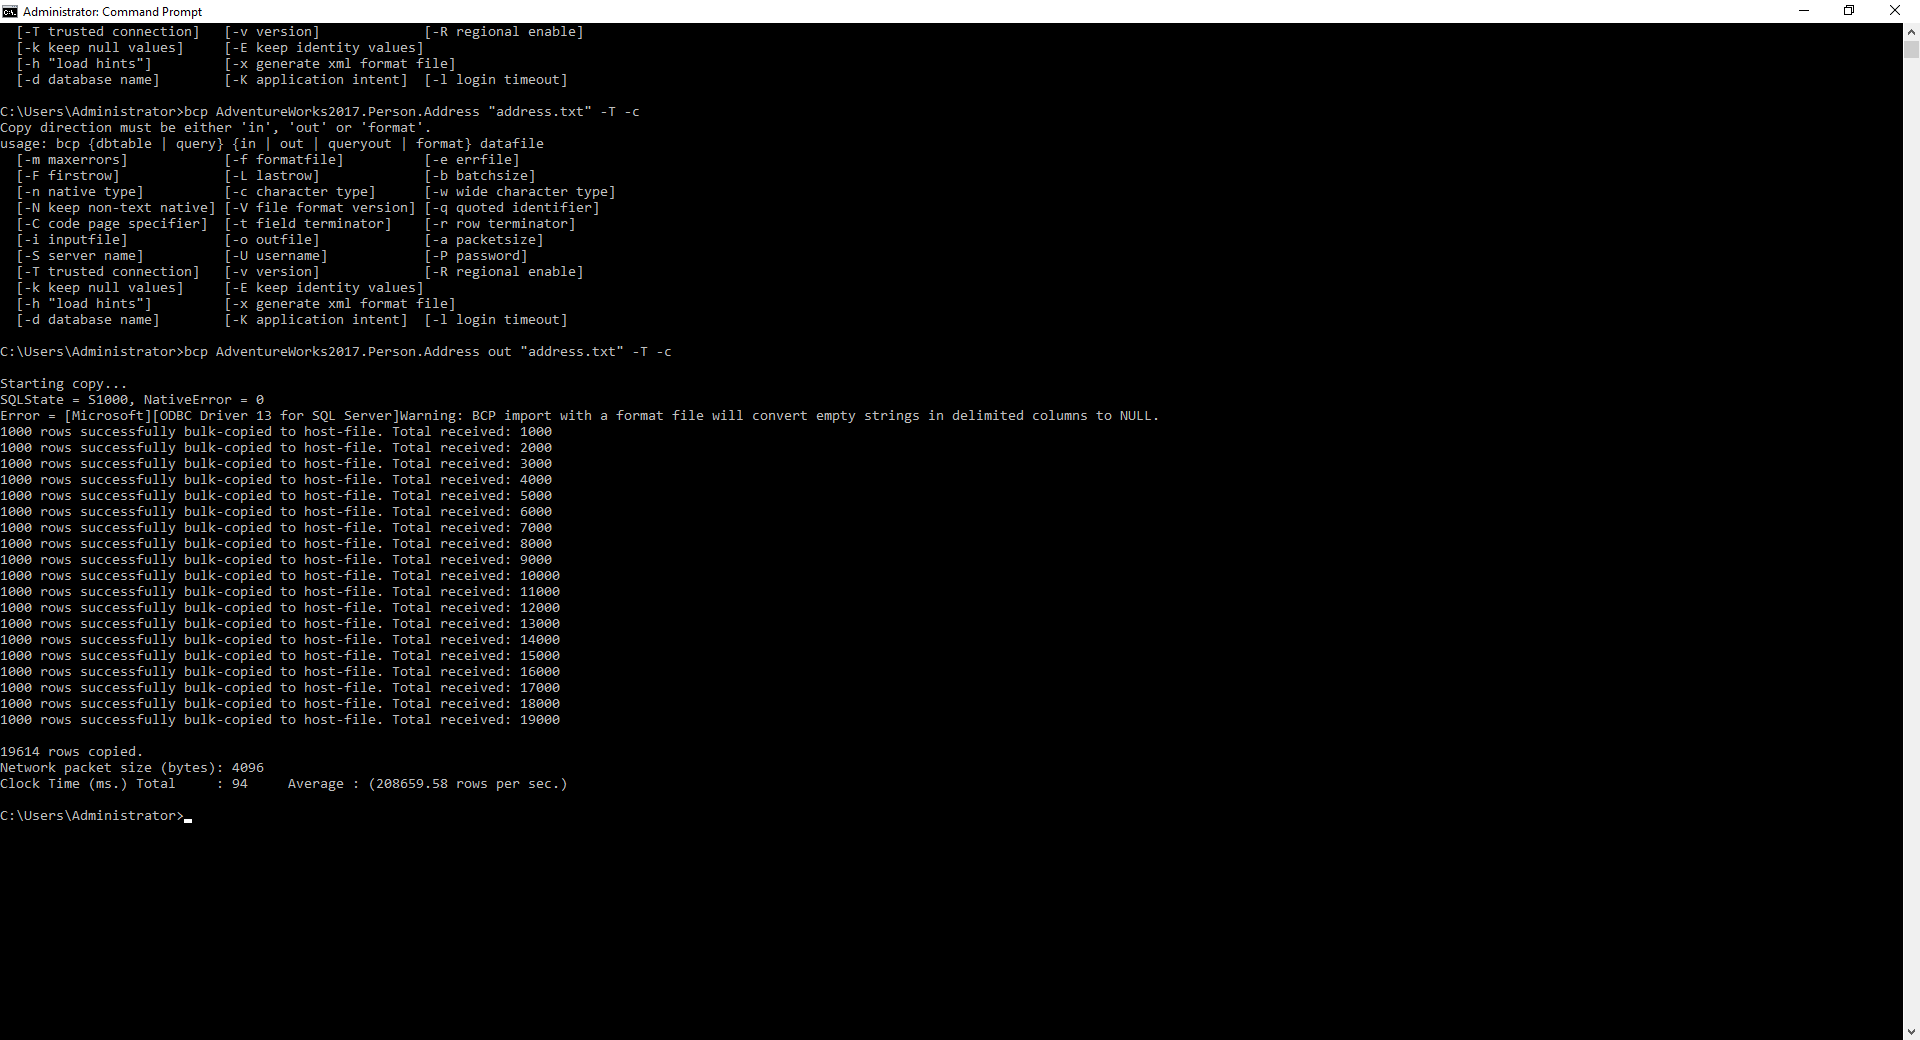 Administrator: Command Prompt
  [-T trusted connection]   [-v version]             [-R regional enable]
  [-k keep null values]     [-E keep identity values]
  [-h "load hints"]         [-x generate xml format file]
  [-d database name]        [-K application intent]  [-l login timeout]

C:\Users\Administrator>bcp AdventureWorks2017.Person.Address "address.txt" -T -c
Copy direction must be either 'in', 'out' or 'format'.
usage: bcp {dbtable | query} {in | out | queryout | format} datafile
  [-m maxerrors]            [-f formatfile]          [-e errfile]
  [-F firstrow]             [-L lastrow]             [-b batchsize]
  [-n native type]          [-c character type]      [-w wide character type]
  [-N keep non-text native] [-V file format version] [-q quoted identifier]
  [-C code page specifier]  [-t field terminator]    [-r row terminator]
  [-i inputfile]            [-o outfile]             [-a packetsize]
  [-S server name]          [-U username]            [-P password]
  [-T trusted connection]   [-v version]             [-R regional enable]
  [-k keep null values]     [-E keep identity values]
  [-h "load hints"]         [-x generate xml format file]
  [-d database name]        [-K application intent]  [-l login timeout]

C:\Users\Administrator>bcp AdventureWorks2017.Person.Address out "address.txt" -T -c

Starting copy...
SQLState = S1000, NativeError = 0
Error = [Microsoft][ODBC Driver 13 for SQL Server]Warning: BCP import with a format file will convert empty strings in delimited columns to NULL.
1000 rows successfully bulk-copied to host-file. Total received: 1000
1000 rows successfully bulk-copied to host-file. Total received: 2000
1000 rows successfully bulk-copied to host-file. Total received: 3000
1000 rows successfully bulk-copied to host-file. Total received: 4000
1000 rows successfully bulk-copied to host-file. Total received: 5000
1000 rows successfully bulk-copied to host-file. Total received: 6000
1000 rows successfully bulk-copied to host-file. Total received: 7000
1000 rows successfully bulk-copied to host-file. Total received: 8000
1000 rows successfully bulk-copied to host-file. Total received: 9000
1000 rows successfully bulk-copied to host-file. Total received: 10000
1000 rows successfully bulk-copied to host-file. Total received: 11000
1000 rows successfully bulk-copied to host-file. Total received: 12000
1000 rows successfully bulk-copied to host-file. Total received: 13000
1000 rows successfully bulk-copied to host-file. Total received: 14000
1000 rows successfully bulk-copied to host-file. Total received: 15000
1000 rows successfully bulk-copied to host-file. Total received: 16000
1000 rows successfully bulk-copied to host-file. Total received: 17000
1000 rows successfully bulk-copied to host-file. Total received: 18000
1000 rows successfully bulk-copied to host-file. Total received: 19000

19614 rows copied.
Network packet size (bytes): 4096
Clock Time (ms.) Total     : 94     Average : (208659.58 rows per sec.)

C:\Users\Administrator>